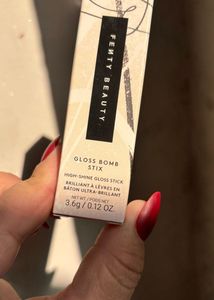 FENTY BEAUTY
GLOSS BOMB
STIX
HIGH-SHINE GLOSS STICK
BRILLIANT À LÈVRES EN
BÂTON ULTRA-BRILLANT
NET WT./POIDS NET
3.6g / 0.12 OZ.